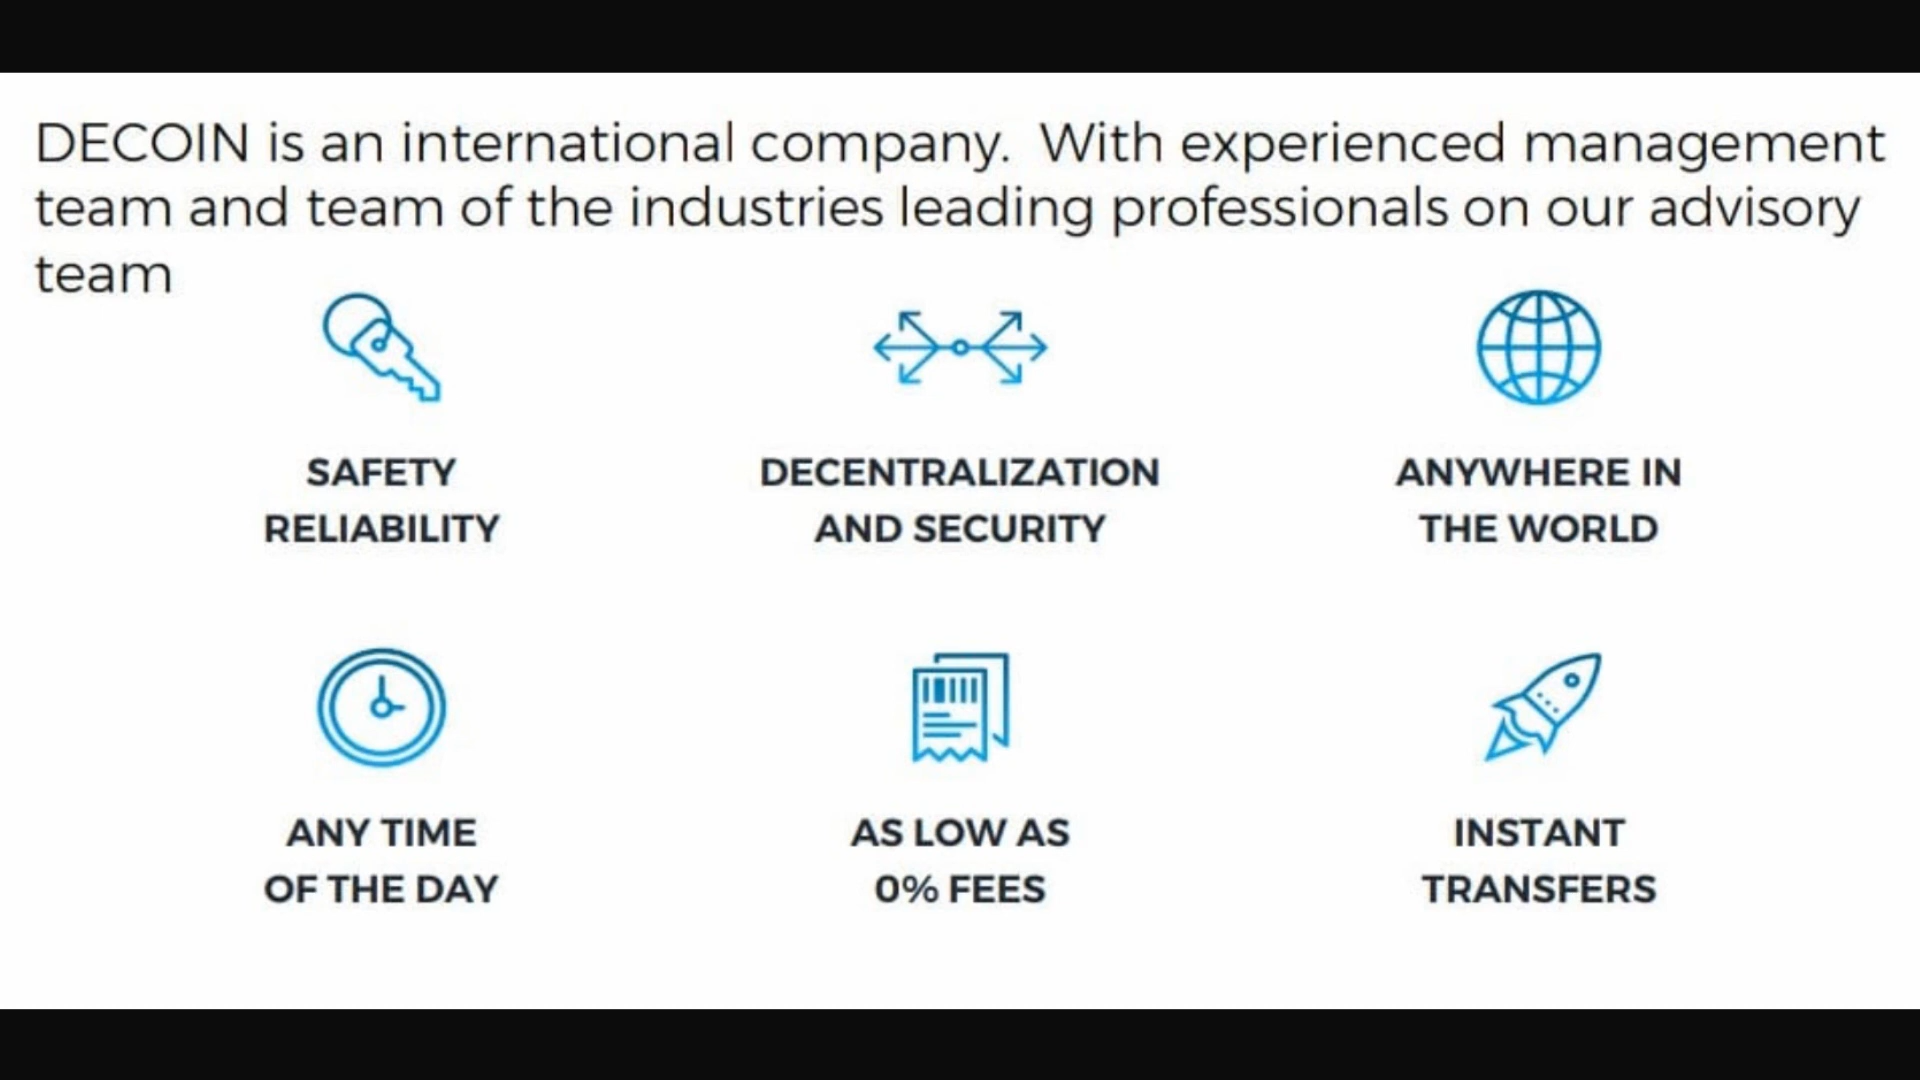 DECOIN is an international company. With experienced management
team and team of the industries leading professionals on our advisory
team
SAFETY
RELIABILITY
DECENTRALIZATION
AND SECURITY
ANYWHERE IN
THE WORLD
ANY TIME
OF THE DAY
AS LOW AS
0% FEES
INSTANT
TRANSFERS